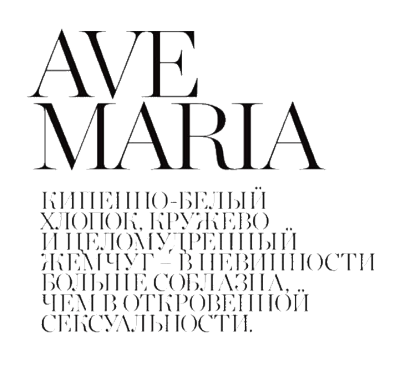 AVE
MARIA
КИПЕННО-БЕЛЫЙ
ХЛОПОК, КРУЖЕВО
И ЦЕЛОМУДРЕННЫЙ
ЖЕМЧУГ – В НЕВИННОСТИ
БОЛЬШЕ СОБЛАЗНА,
ЧЕМ В ОТКРОВЕННОЙ
СЕКСУАЛЬНОСТИ.